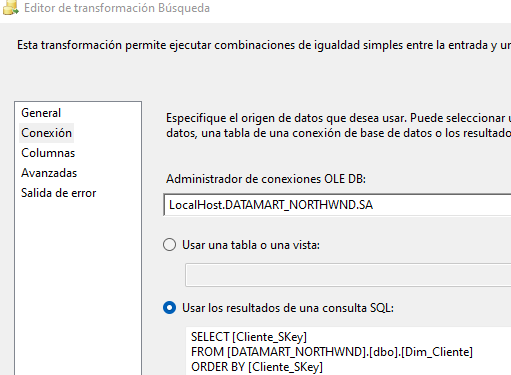 Editor de transformación Búsqueda
Esta transformación permite ejecutar combinaciones de igualdad simples entre la entrada y
General
Conexión
Columnas
Avanzadas
Salida de error
Especifique el origen de datos que desea usar. Puede seleccionar
datos, una tabla de una conexión de base de datos o los resultados
Administrador de conexiones OLE DB:
LocalHost.DATAMART_NORTHWND.SA
Usar una tabla o una vista:
Usar los resultados de una consulta SQL:
SELECT [Cliente_SKey]
FROM [DATAMART_NORTHWND].[dbo].[Dim_Cliente]
ORDER BY [Cliente_SKey]